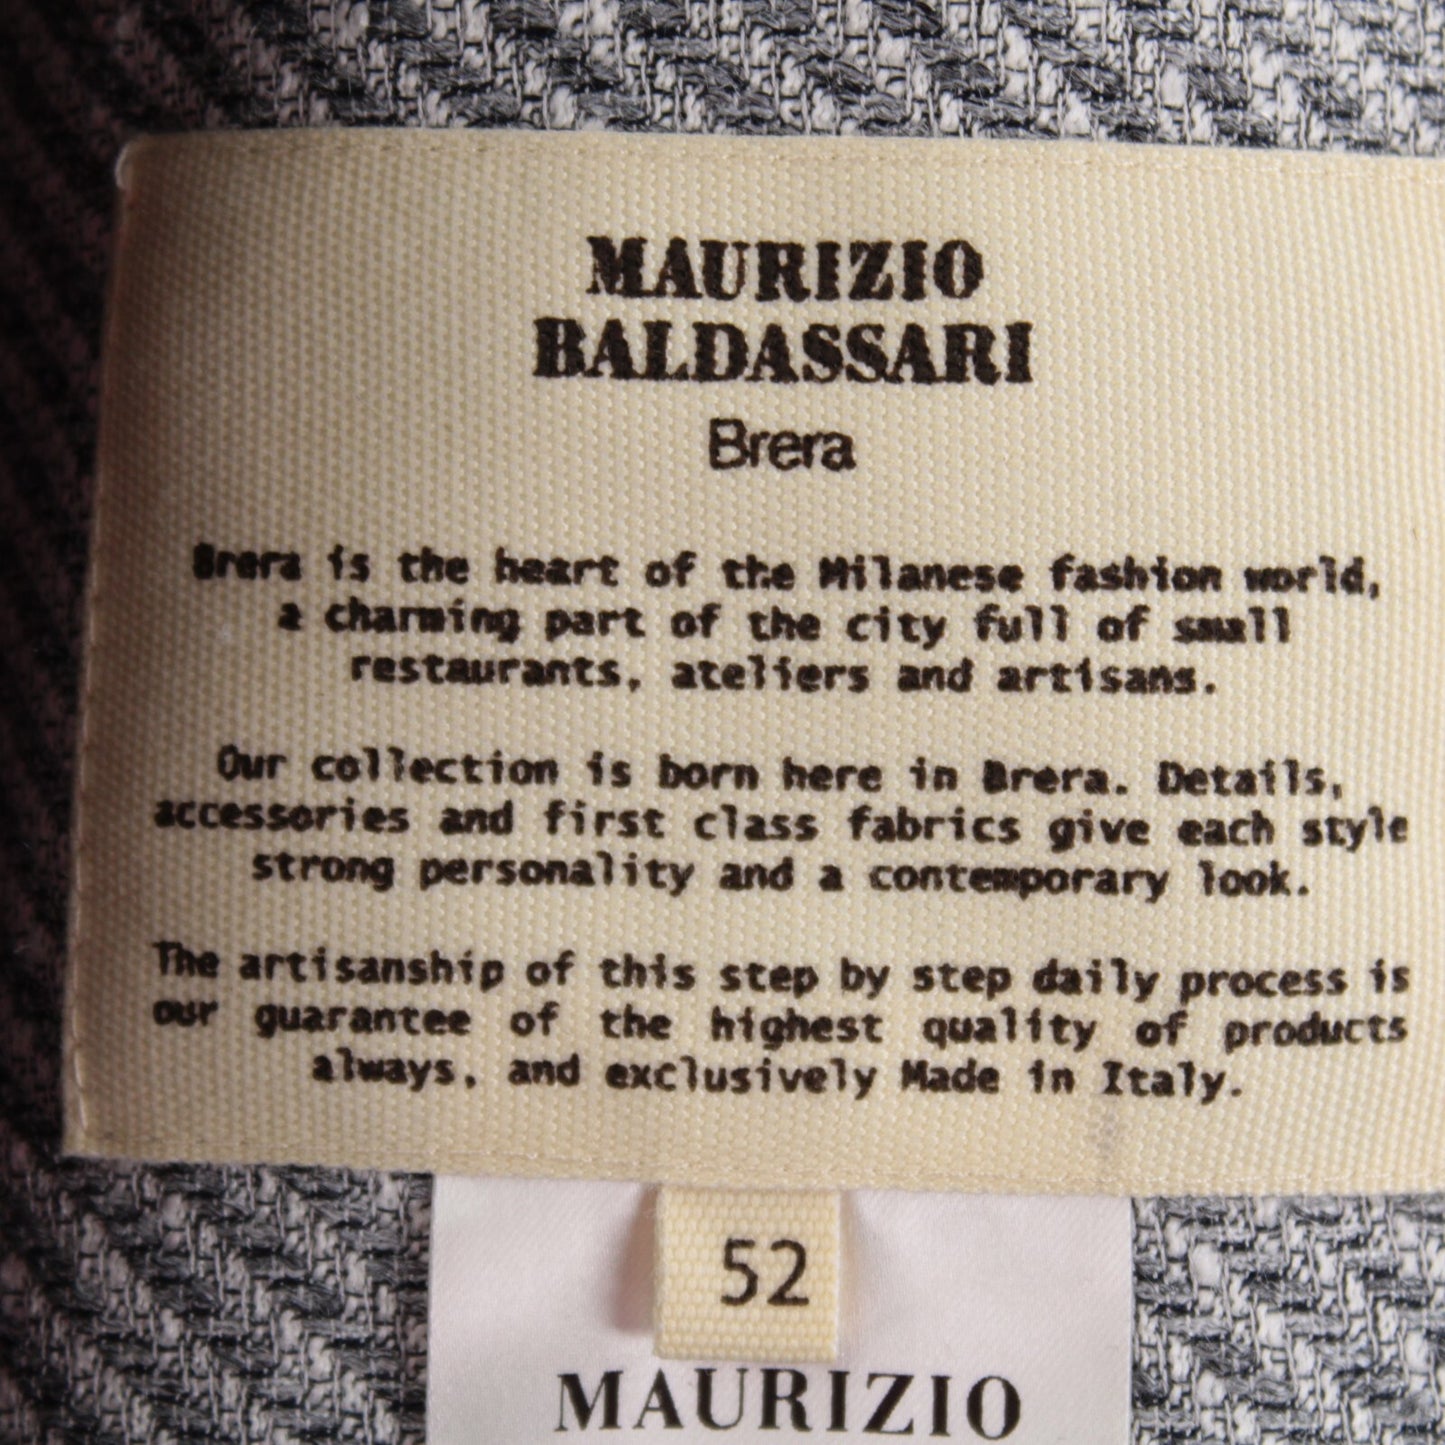 MAURIZIO
BALDASSARI
Brera
Brera is the heart of the Milanese fashion world,
a charming part of the city full of small
restaurants, ateliers and artisans.
Our collection is born here in Brera. Details,
accessories and first class fabrics give each style
strong personality and a contemporary look.
The artisanship of this step by step daily process is
our guarantee of the highest quality of products
always, and exclusively Made in Italy.
52
MAURIZIO